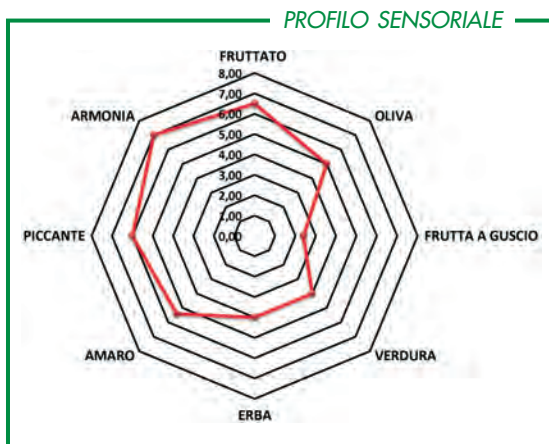 PROFILO SENSORIALE
FRUTTATO
8,00
7,00
ARMONIA
6,00
OLIVA
5,00
4,00
3,00
2,00
1,00
PICCANTE
0,00
FRUTTA A GUSCIO
AMARO
VERDURA
ERBA